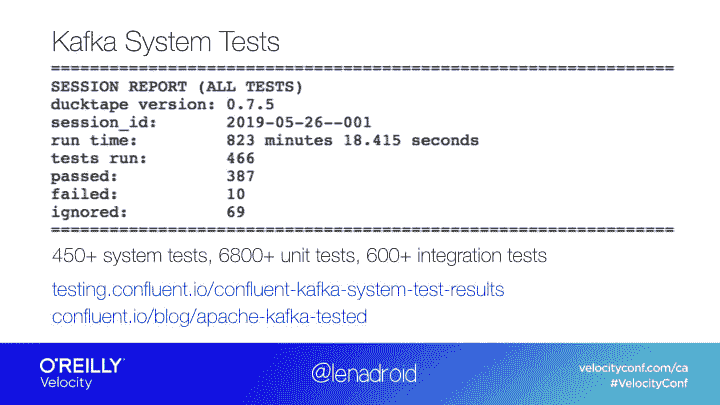 Kafka System Tests
================================================================
SESSION REPORT (ALL TESTS)
ducktape version: 0.7.5
session_id: 2019-05-26--001
run time: 823 minutes 18.415 seconds
tests run: 466
passed: 387
failed: 10
ignored: 69
================================================================
450+ system tests, 6800+ unit tests, 600+ integration tests
testing.confluent.io/confluent-kafka-system-test-results
confluent.io/blog/apache-kafka-tested
O'REILLY
Velocity
@lenadroid
velocityconf.com/ca
#VelocityConf